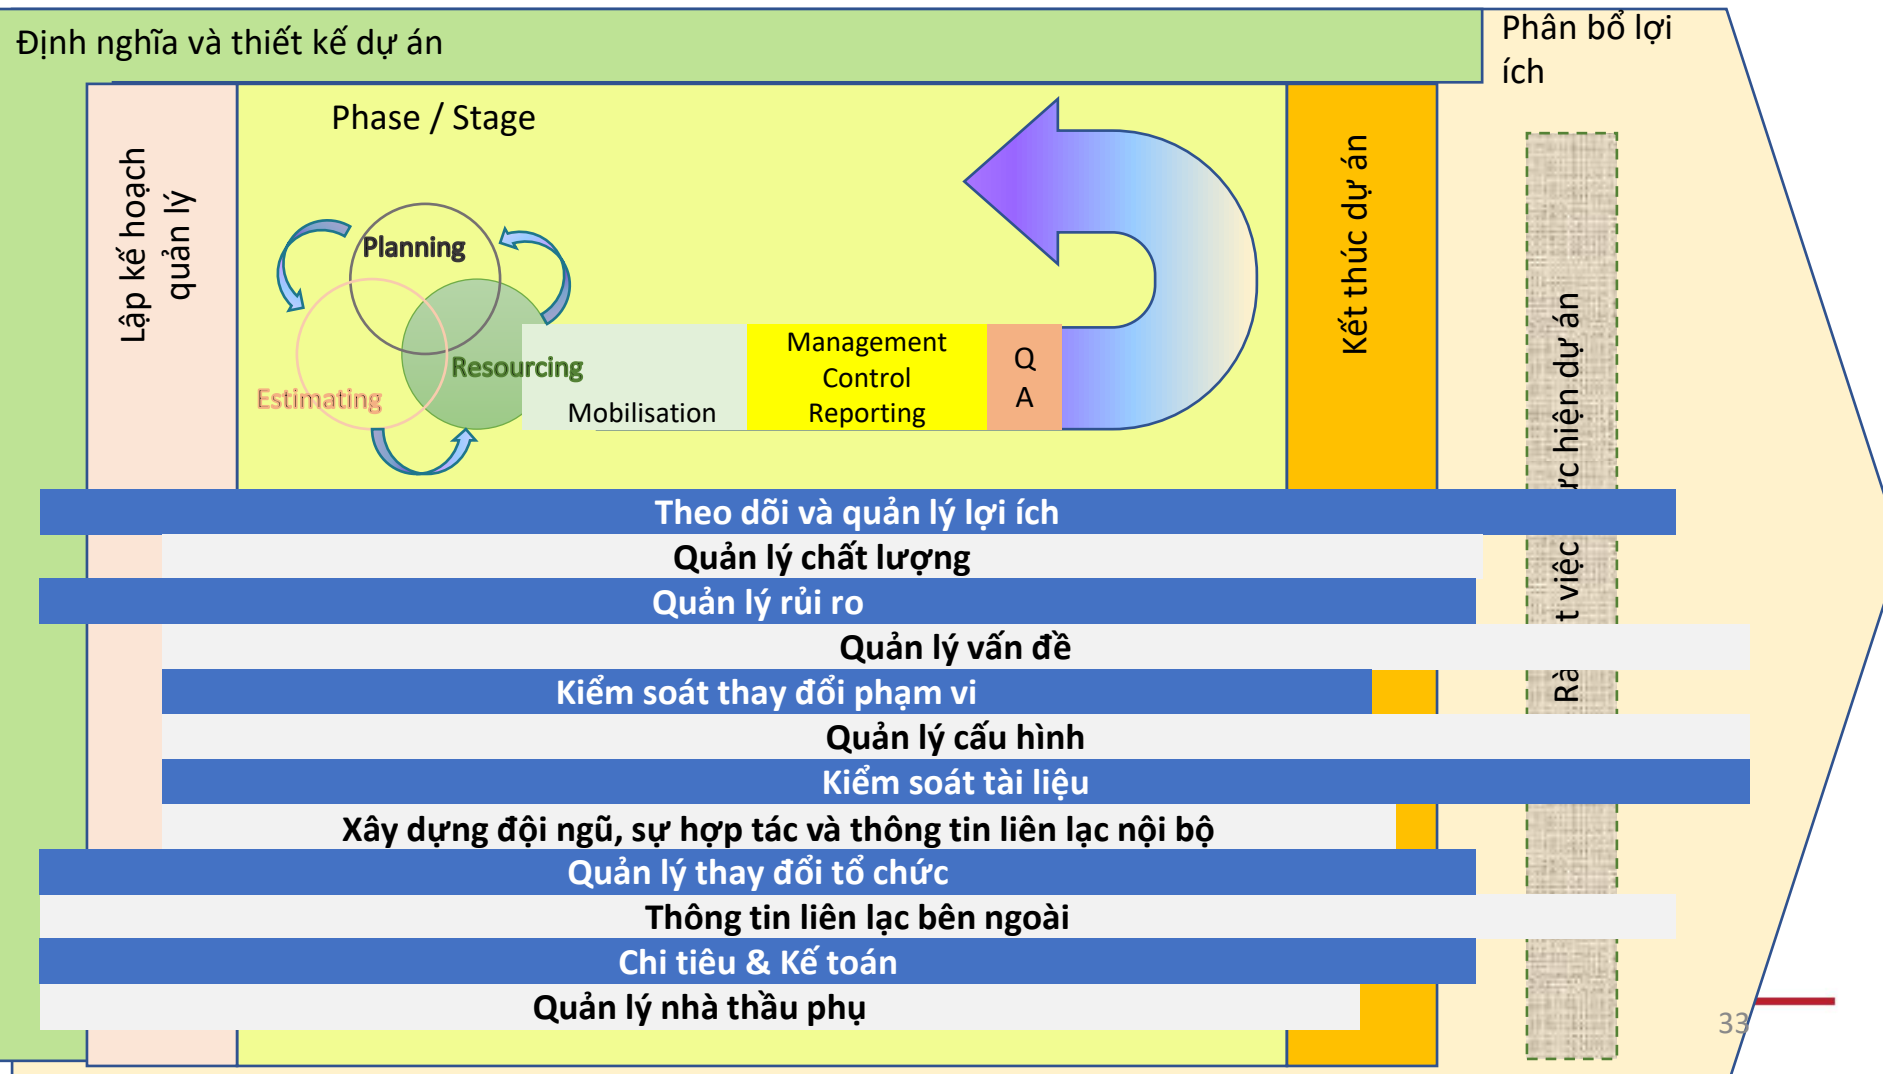 Định nghĩa và thiết kế dự án
Phân bổ lợi
ích
Lập kế hoạch
quản lý
Phase / Stage
Planning
Resourcing
Estimating
Mobilisation
Management
Control
Reporting
Q
A
Kết thúc dự án
Rà
t việc
hiện dự án
Theo dõi và quản lý lợi ích
Quản lý chất lượng
Quản lý rủi ro
Quản lý vấn đề
Kiểm soát thay đổi phạm vi
Quản lý cấu hình
Kiểm soát tài liệu
Xây dựng đội ngũ, sự hợp tác và thông tin liên lạc nội bộ
Quản lý thay đổi tổ chức
Thông tin liên lạc bên ngoài
Chi tiêu & Kế toán
Quản lý nhà thầu phụ
33